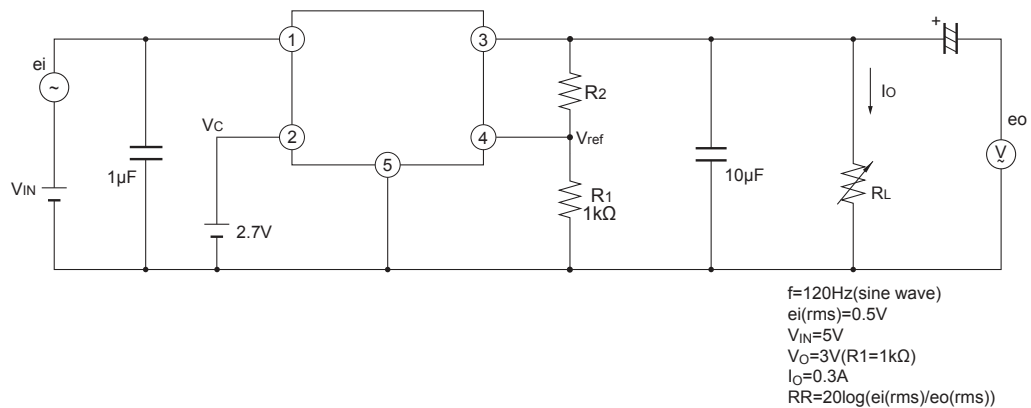 +
1
3
ei
~
R2
IO
eo
VC
2
4
Vref
V
~
5
1μF
10μF
R1
1kΩ
RL
VIN
2.7V
f=120Hz(sine wave)
ei(rms)=0.5V
VIN=5V
VO=3V(R1=1kΩ)
IO=0.3A
RR=20log(ei(rms)/eo(rms))